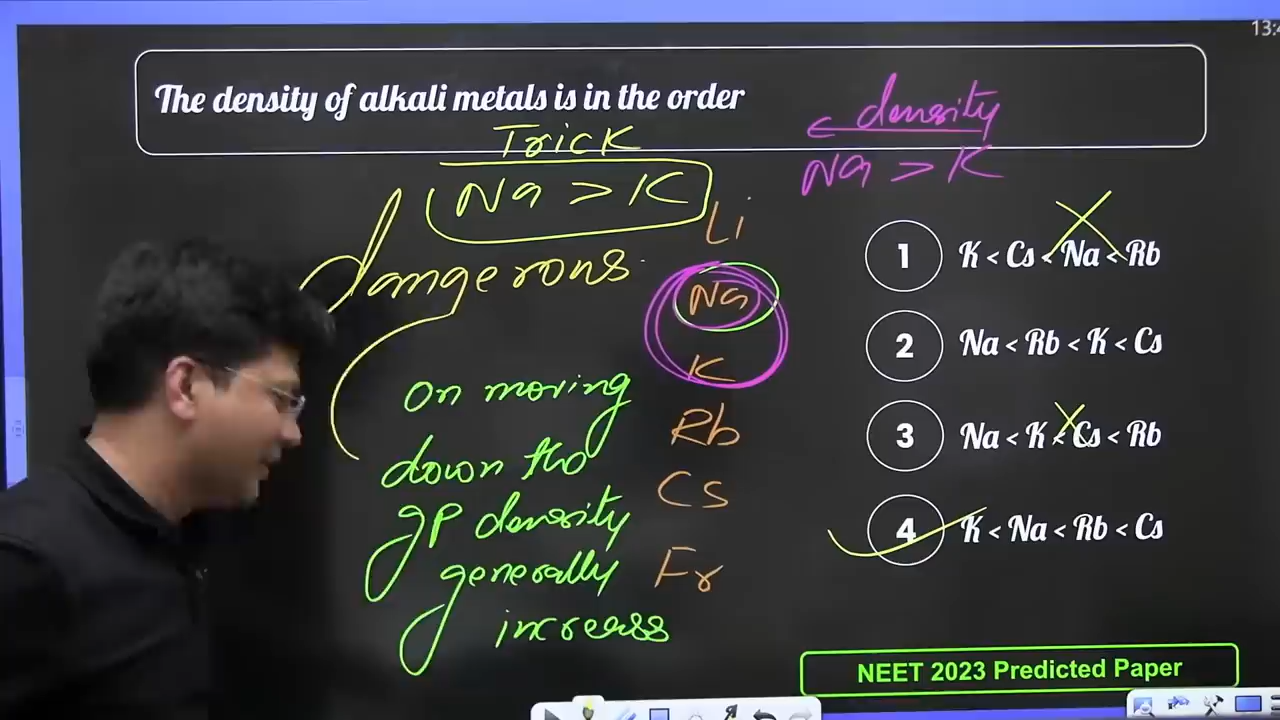 13:4
The density of alkali metals is in the order
density
Na > K
Trick
Na > K
dangerous
on moving
down the
gp density
generally
increases
Li
Na
K
Rb
Cs
Fr
1 K < Cs < Na < Rb
2 Na < Rb < K < Cs
3 Na < K < Cs < Rb
4 K < Na < Rb < Cs
NEET 2023 Predicted Paper